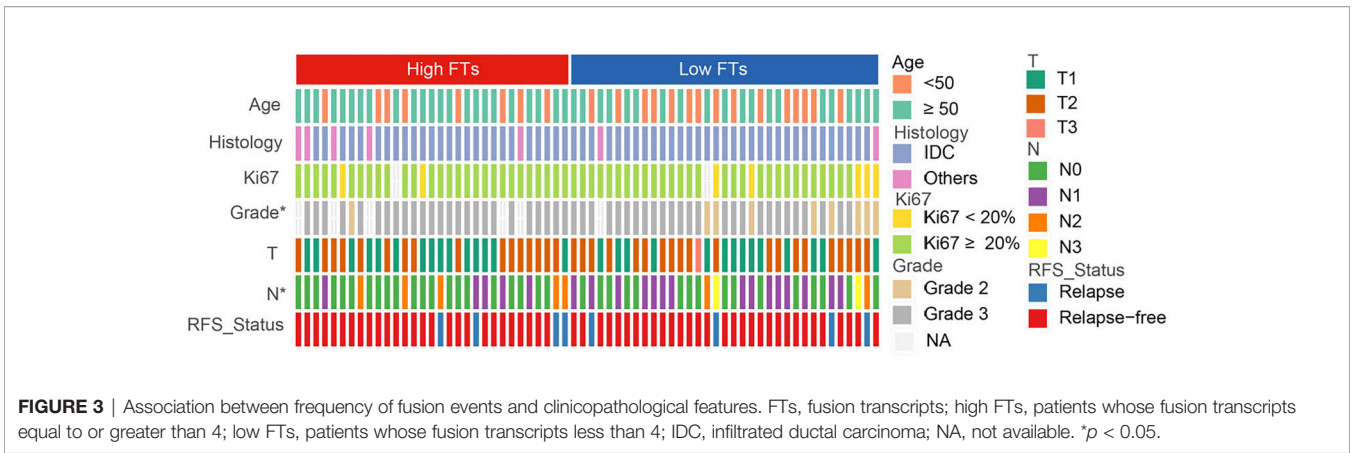 High FTs
Low FTs
Age
Histology
Ki67
Grade*
T
N*
RFS_Status
Age
<50
≥ 50
Histology
IDC
Others
Ki67
Ki67 < 20%
Ki67 ≥ 20%
Grade
Grade 2
Grade 3
NA
T
T1
T2
T3
N
N0
N1
N2
N3
RFS_Status
Relapse
Relapse-free
FIGURE 3 | Association between frequency of fusion events and clinicopathological features. FTs, fusion transcripts; high FTs, patients whose fusion transcripts
equal to or greater than 4; low FTs, patients whose fusion transcripts less than 4; IDC, infiltrated ductal carcinoma; NA, not available. *p < 0.05.